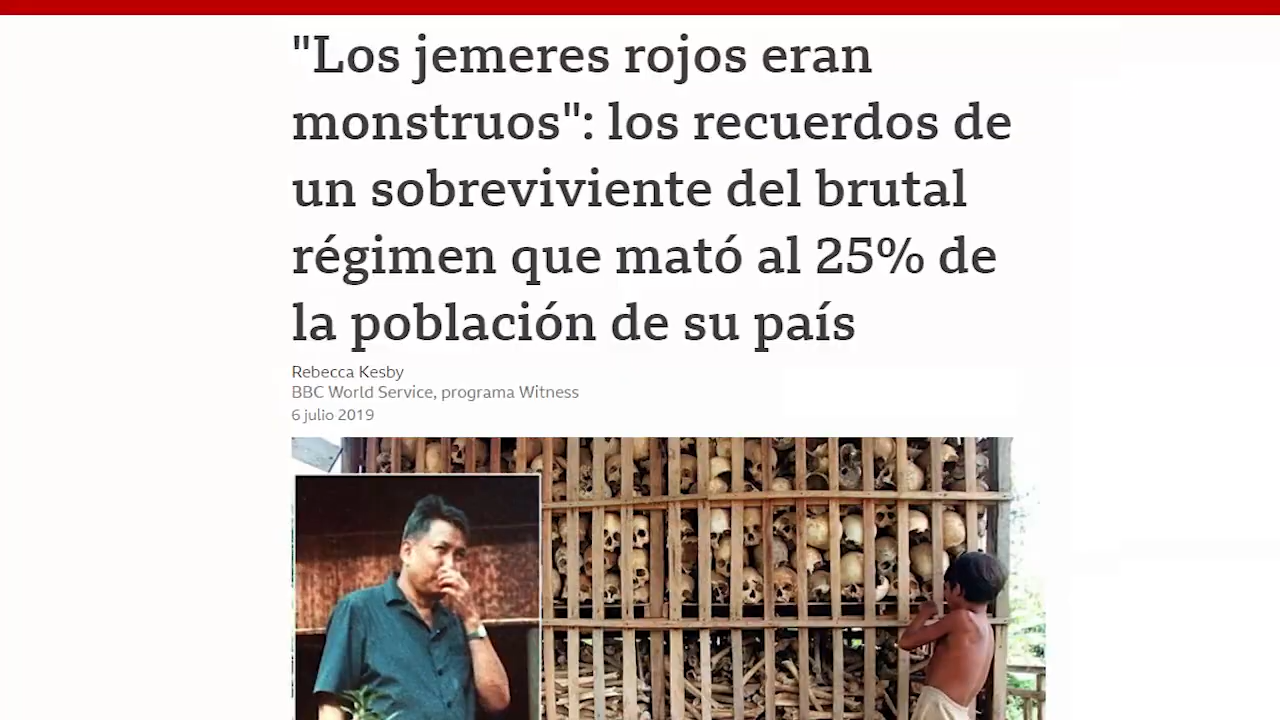 "Los jemeres rojos eran
monstruos": los recuerdos de
un sobreviviente del brutal
régimen que mató al 25% de
la población de su país
Rebecca Kesby
BBC World Service, programa Witness
6 julio 2019